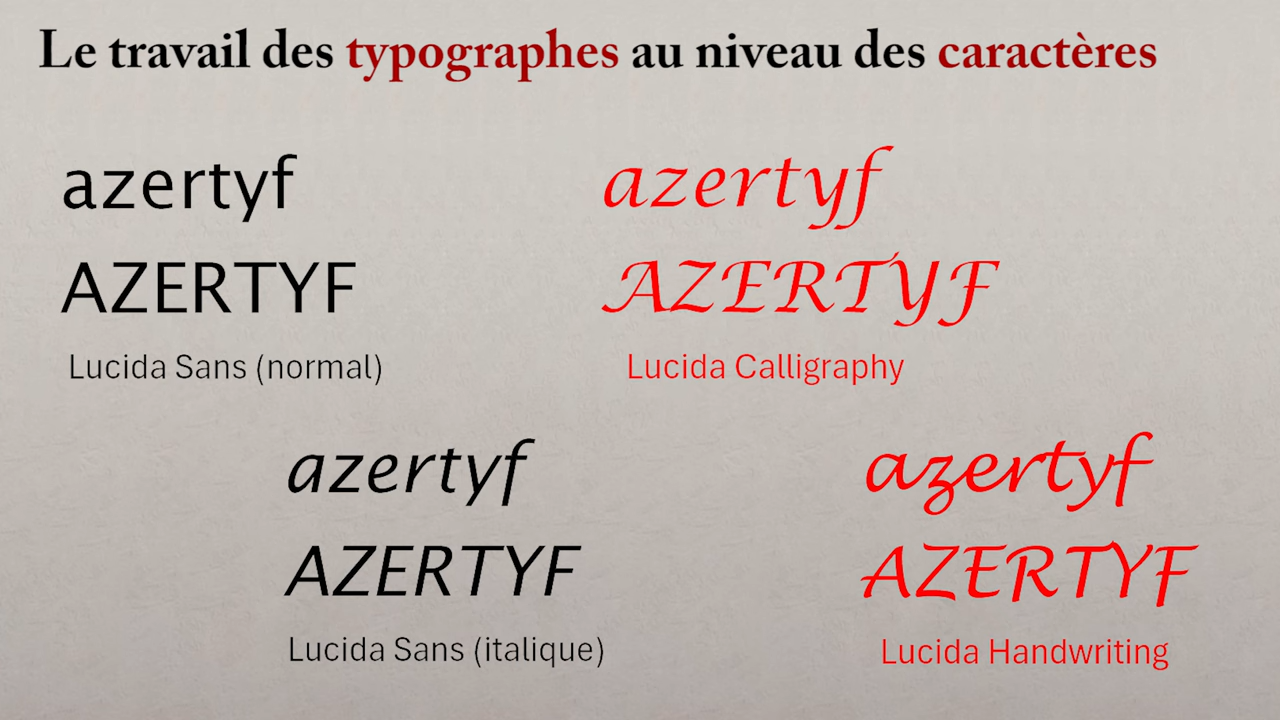 Le travail des typographes au niveau des caractères
azertyf
AZERTYF
Lucida Sans (normal)
azertyf
AZERTYF
Lucida Calligraphy
azertyf
AZERTYF
Lucida Sans (italique)
azertyf
AZERTYF
Lucida Handwriting